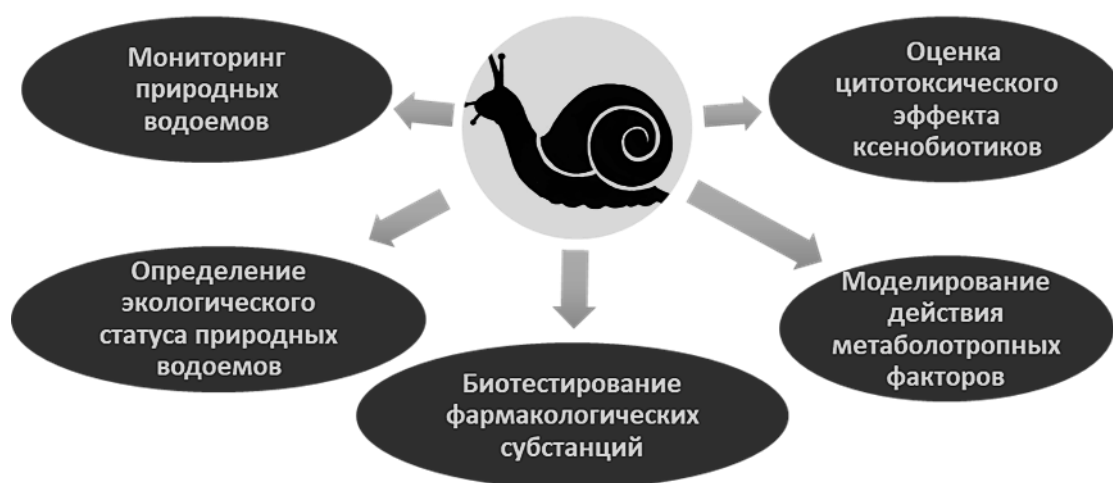 Мониторинг
природных
водоемов
Оценка
цитотоксического
эффекта
ксенобиотиков
Определение
экологического
статуса природных
водоемов
Биотестирование
фармакологических
субстанций
Моделирование
действия
метаболотропных
факторов